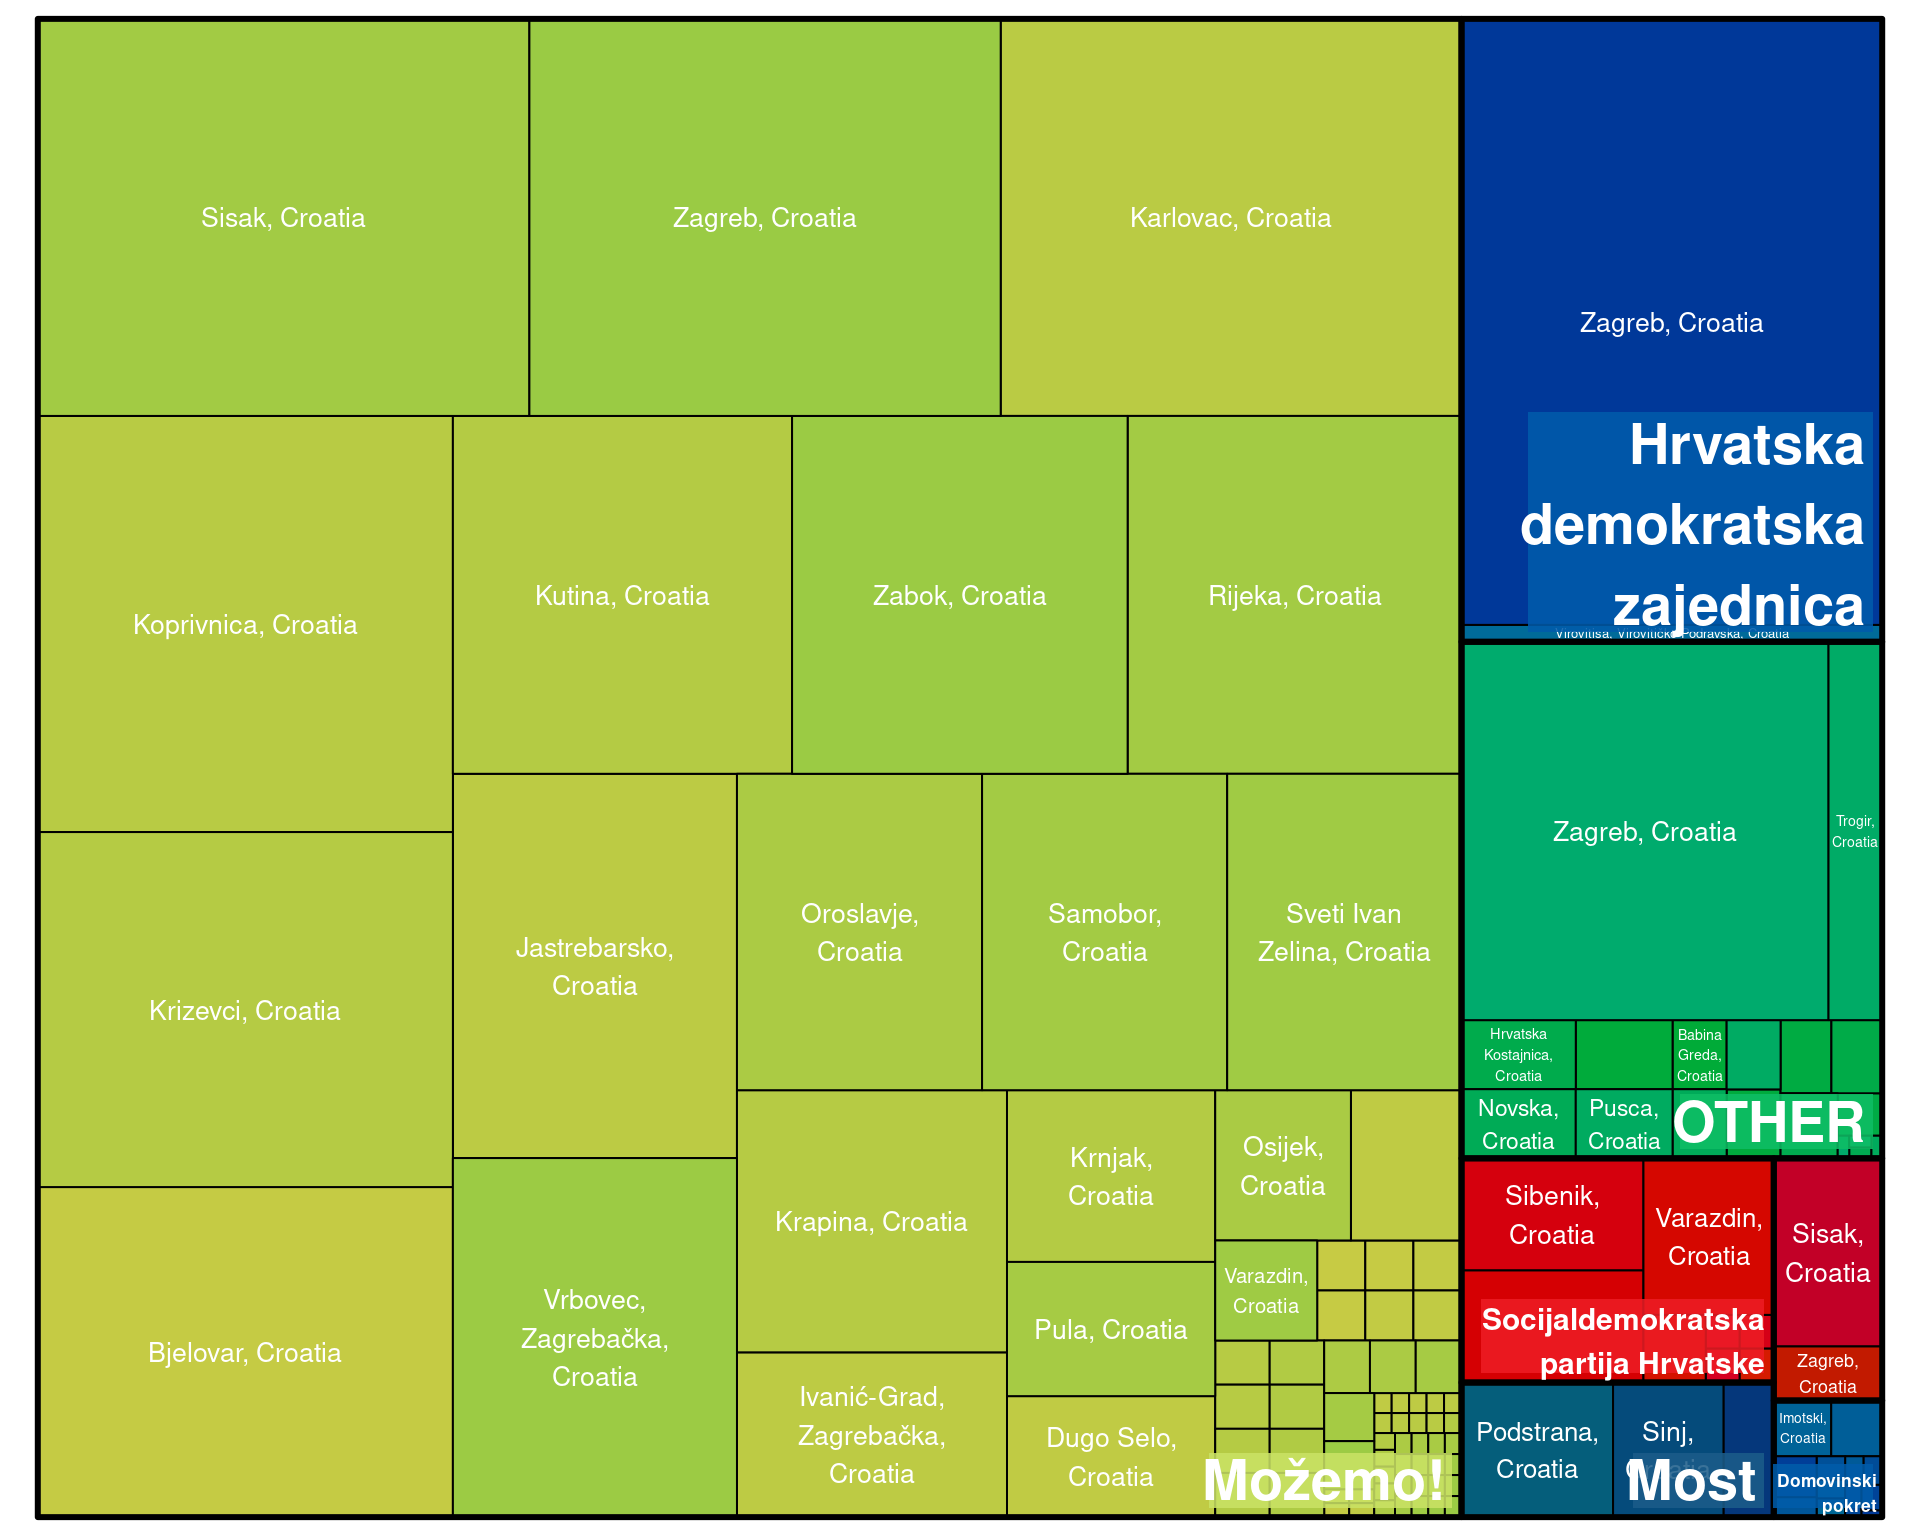 Sisak, Croatia
Zagreb, Croatia
Karlovac, Croatia
Zagreb, Croatia
Hrvatska
demokratska
zajednica
Virovitisa, Virovitičko-Podravska, Croatia
Koprivnica, Croatia
Kutina, Croatia
Zabok, Croatia
Rijeka, Croatia
Zagreb, Croatia
Trogir,
Croatia
Krizevci, Croatia
Jastrebarsko,
Croatia
Oroslavje,
Croatia
Samobor,
Croatia
Sveti Ivan
Zelina, Croatia
Hrvatska
Kostajnica,
Croatia
Babina
Greda,
Croatia
Novska,
Croatia
Pusca,
Croatia
OTHER
Bjelovar, Croatia
Vrbovec,
Zagrebačka,
Croatia
Krapina, Croatia
Ivanić-Grad,
Zagrebačka,
Croatia
Krnjak,
Croatia
Pula, Croatia
Dugo Selo,
Croatia
Osijek,
Croatia
Varazdin,
Croatia
Možemo!
Sibenik,
Croatia
Varazdin,
Croatia
Socijaldemokratska
partija Hrvatske
Sisak,
Croatia
Zagreb,
Croatia
Podstrana,
Croatia
Sinj,
Croatia
Most
Imotski,
Croatia
Domovinski
pokret